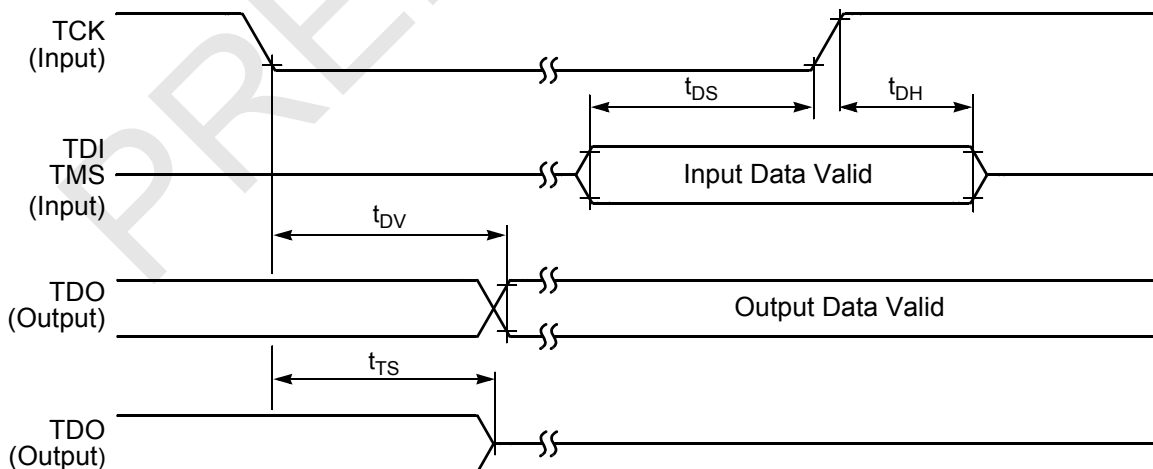 TCK
(Input)
tDS
tDH
TDI
TMS
(Input)
Input Data Valid
tDV
TDO
(Output)
Output Data Valid
tTS
TDO
(Output)
PRE